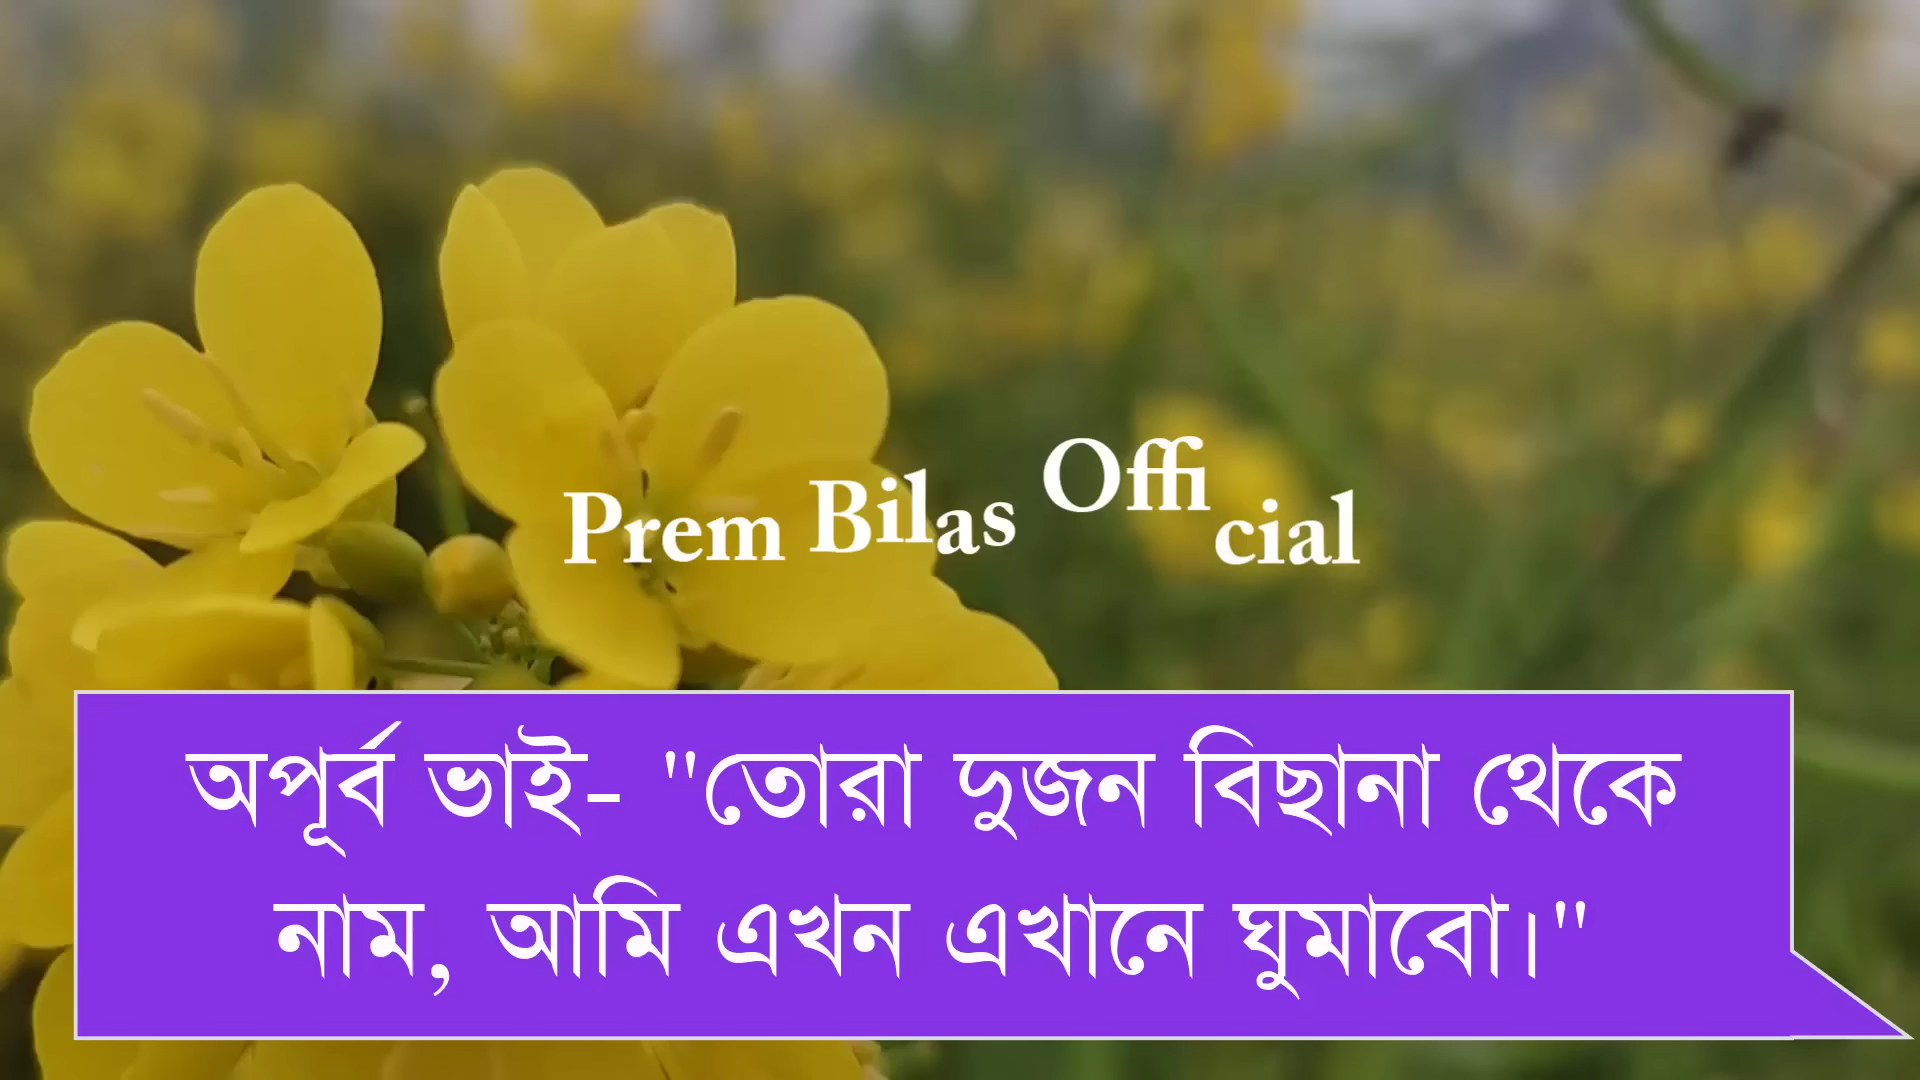 Prem Bilas Official
অপূর্ব ভাই- "তোরা দুজন বিছানা থেকে
নাম, আমি এখন এখানে ঘুমাবো।"